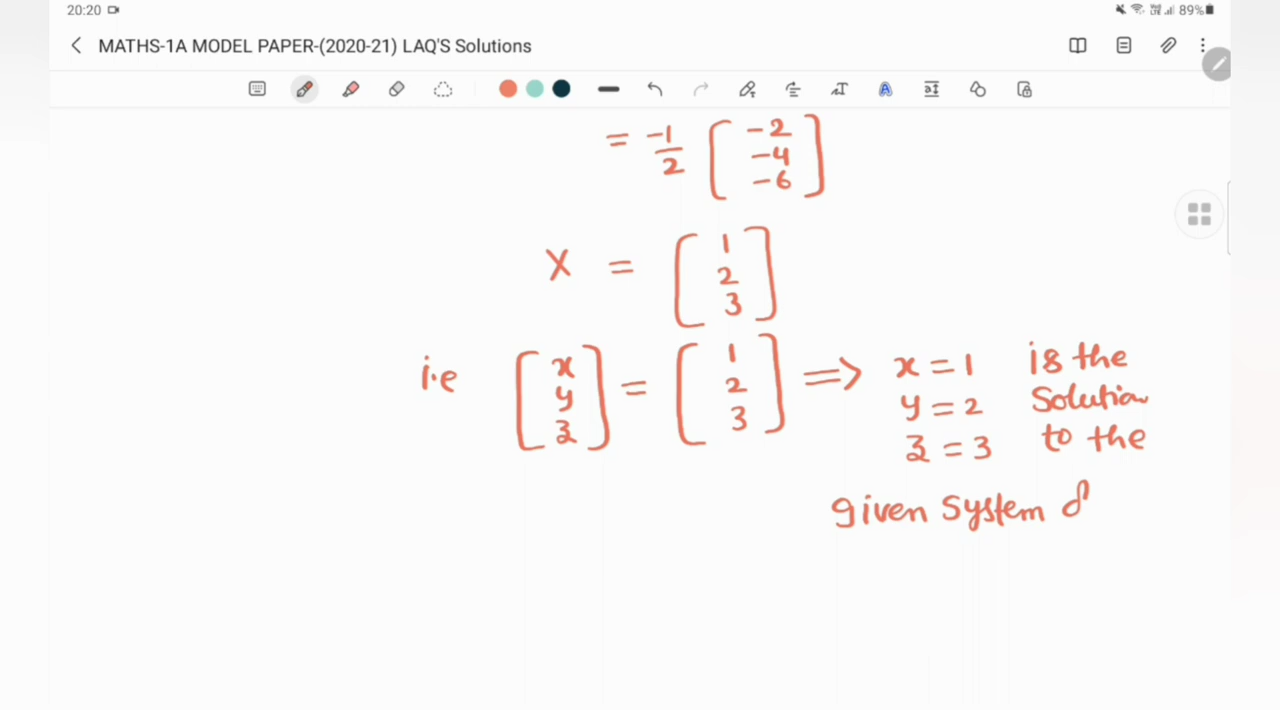 20:20 89%
MATHS-1A MODEL PAPER-(2020-21) LAQ'S Solutions
= -1/2 [ -2
-4
-6 ]
X = [ 1
2
3 ]
i.e [ x
y
z ] = [ 1
2
3 ] ⟹ x = 1 is the
y = 2 Solution
z = 3 to the
given System